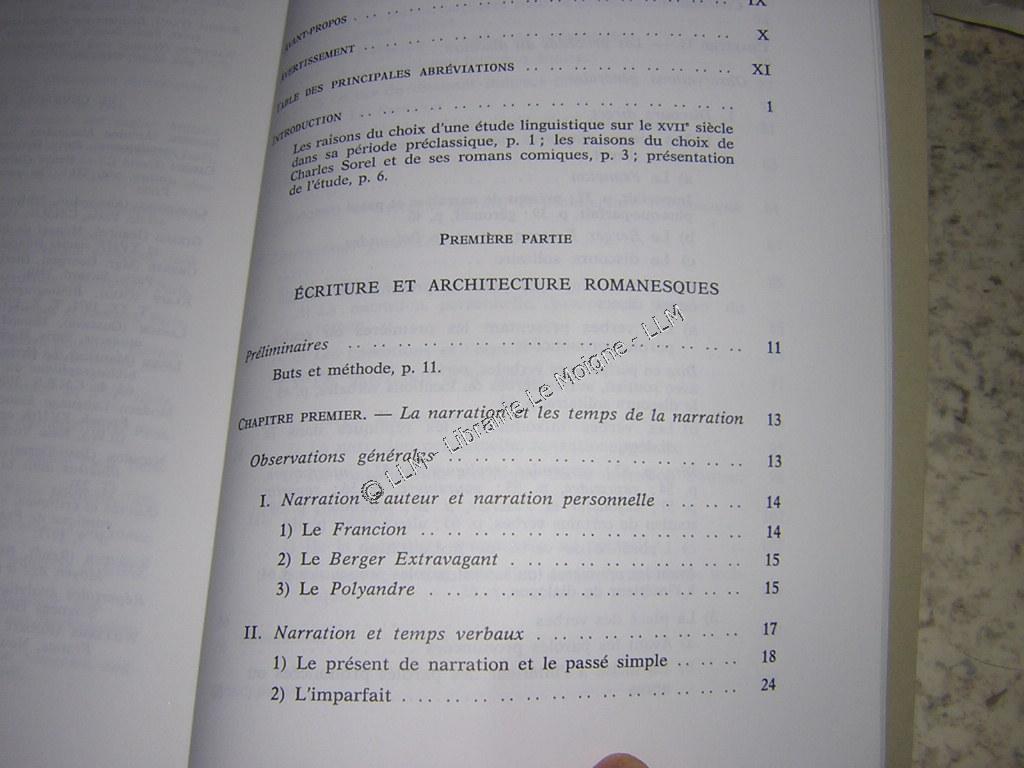 AVANT-PROPOS . . . . . . . . . . . . . . . . . . . . IX
AVERTISSEMENT . . . . . . . . . . . . . . . . . . . . X
TABLE DES PRINCIPALES ABRÉVIATIONS . . . . . . . . . . . . XI
INTRODUCTION . . . . . . . . . . . . . . . . . . . . 1
Les raisons du choix d'une étude linguistique sur le XVIIe siècle
dans sa période préclassique, p. 1 ; les raisons du choix de
Charles Sorel et de ses romans comiques, p. 3 ; présentation
de l'étude, p. 6.
PREMIÈRE PARTIE
ÉCRITURE ET ARCHITECTURE ROMANESQUES
Préliminaires . . . . . . . . . . . . . . . . . . . . 11
Buts et méthode, p. 11.
CHAPITRE PREMIER. — La narration et les temps de la narration 13
Observations générales . . . . . . . . . . . . . . . . 13
I. Narration d'auteur et narration personnelle . . . . . . 14
1) Le Francion . . . . . . . . . . . . . . . . . . 14
2) Le Berger Extravagant . . . . . . . . . . . . . . 15
3) Le Polyandre . . . . . . . . . . . . . . . . . . 15
II. Narration et temps verbaux . . . . . . . . . . . . 17
1) Le présent de narration et le passé simple . . . . . 18
2) L'imparfait . . . . . . . . . . . . . . . . . . 24
© LLM - Librairie Le Moigne - LLM